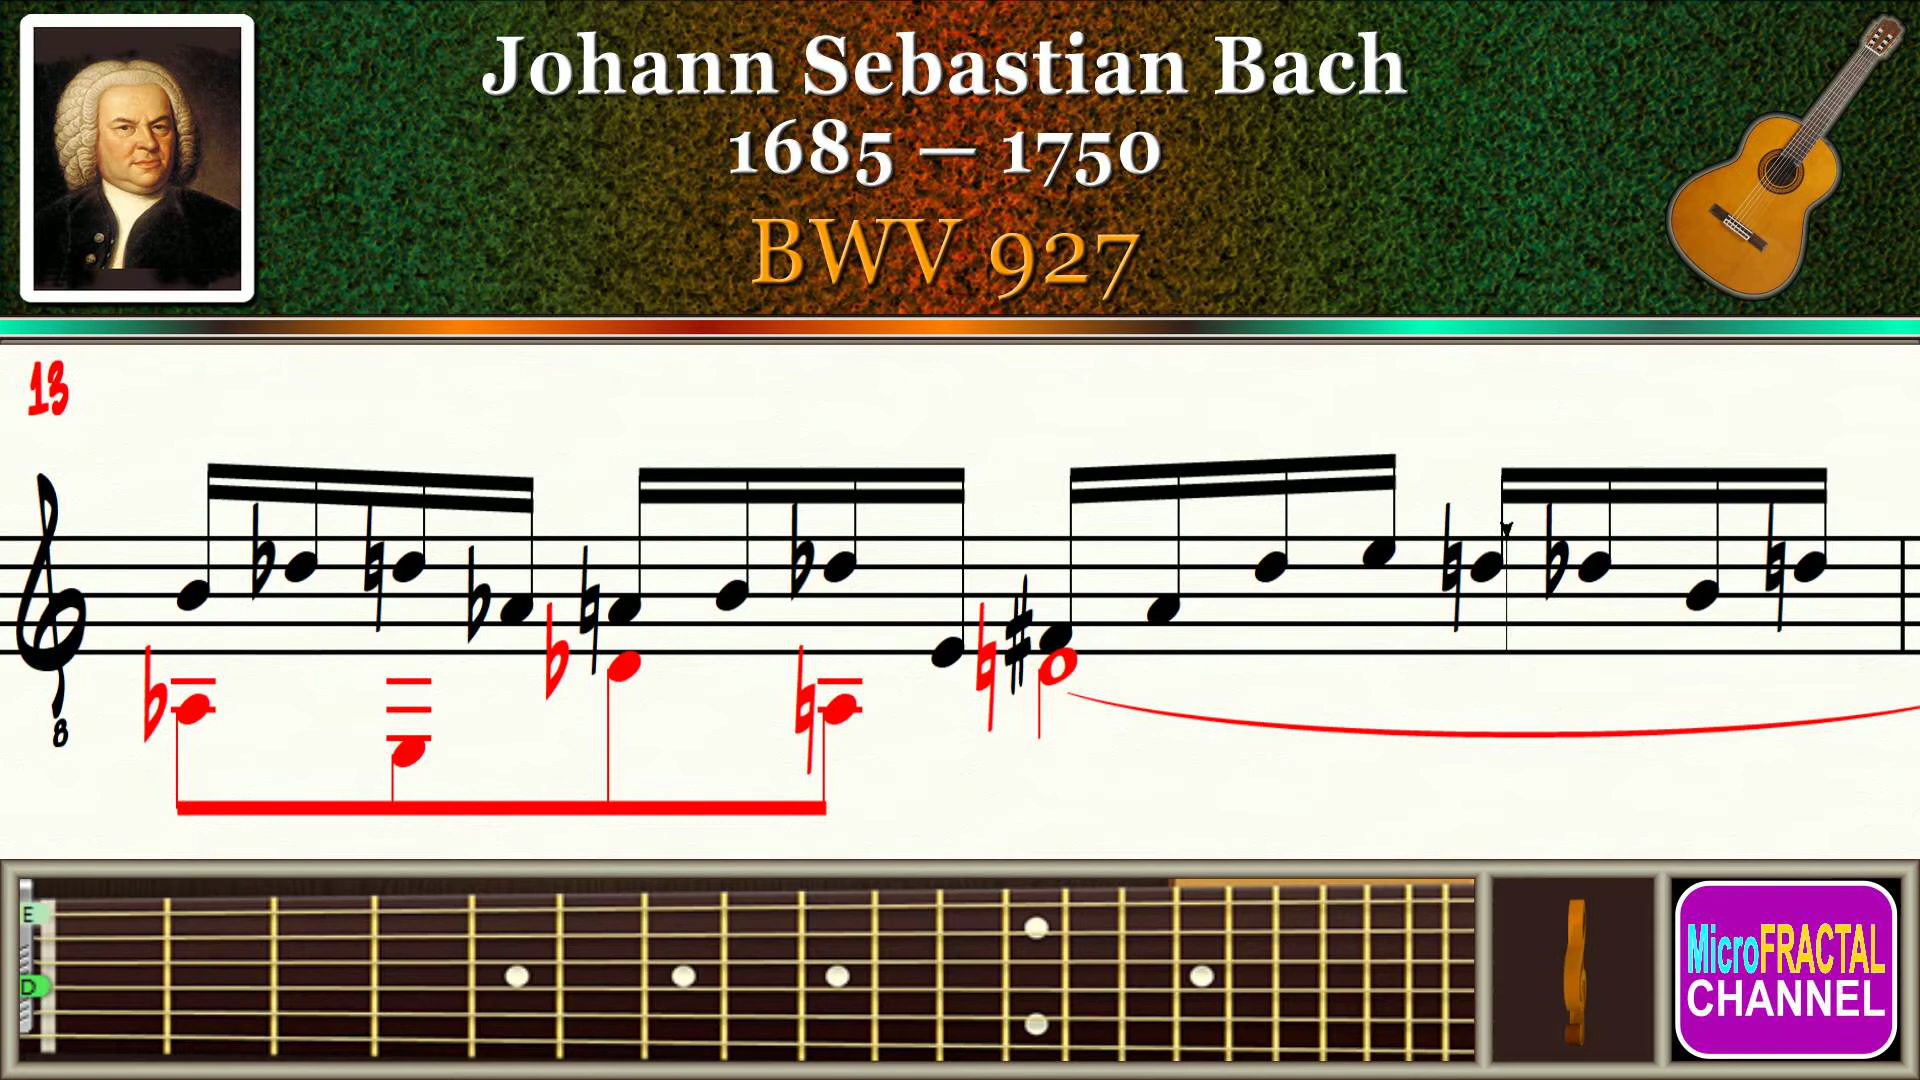 Johann Sebastian Bach
1685 – 1750
BWV 927
13
8
E
D
MicroFRACTAL
CHANNEL